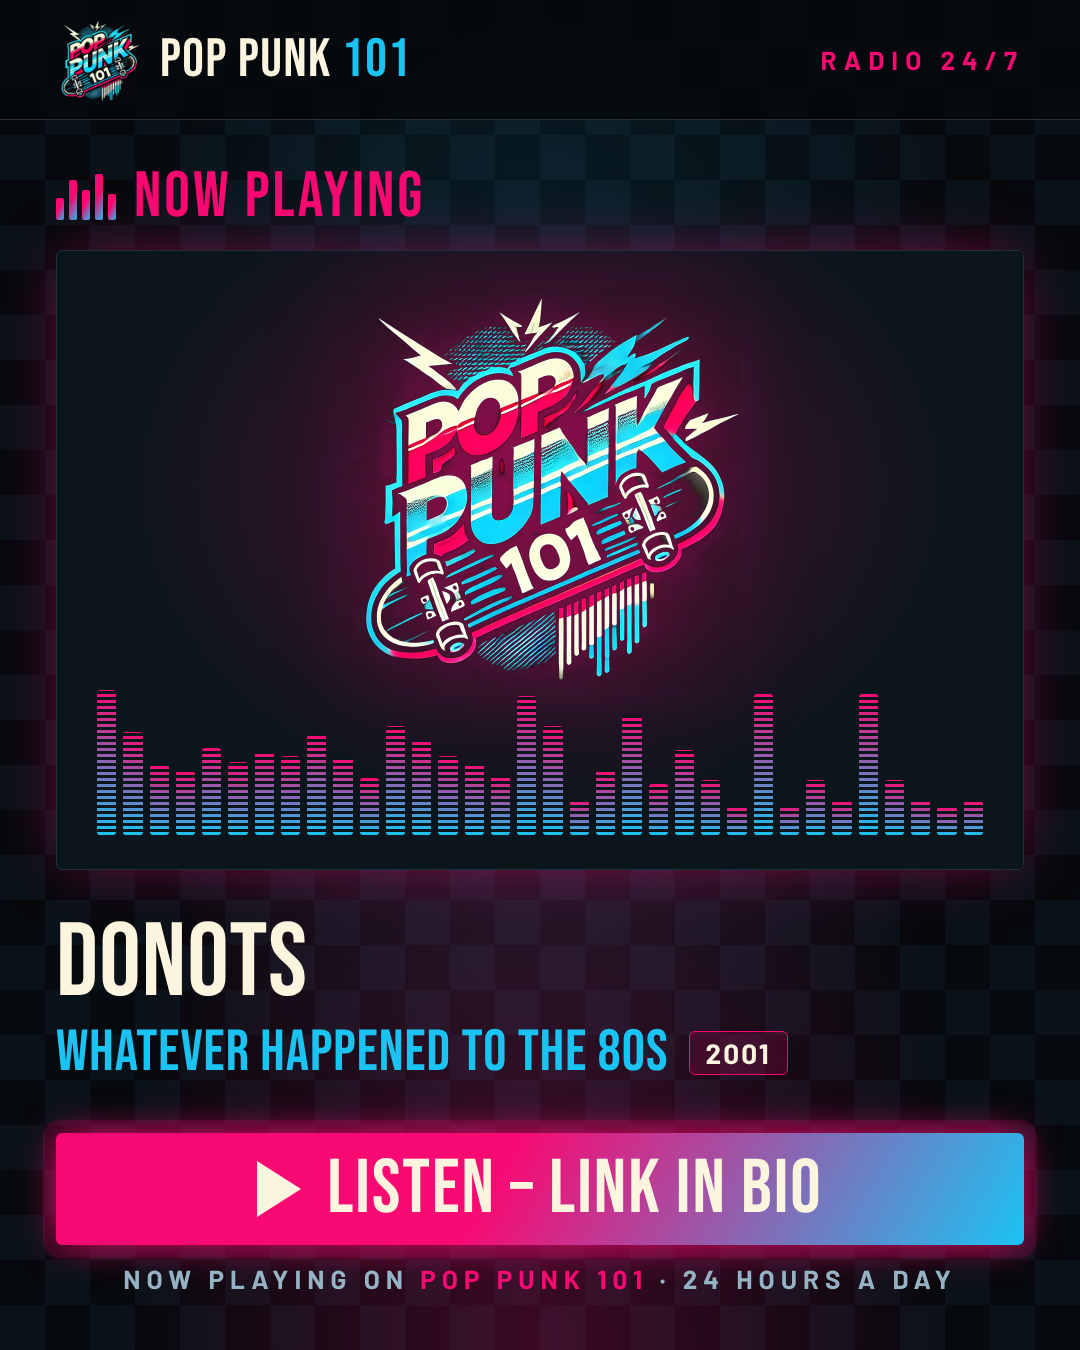 POP PUNK 101
POP PUNK 101
RADIO 24/7
NOW PLAYING
POP
PUNK
101
DONOTS
WHATEVER HAPPENED TO THE 80S 2001
LISTEN – LINK IN BIO
NOW PLAYING ON POP PUNK 101 · 24 HOURS A DAY